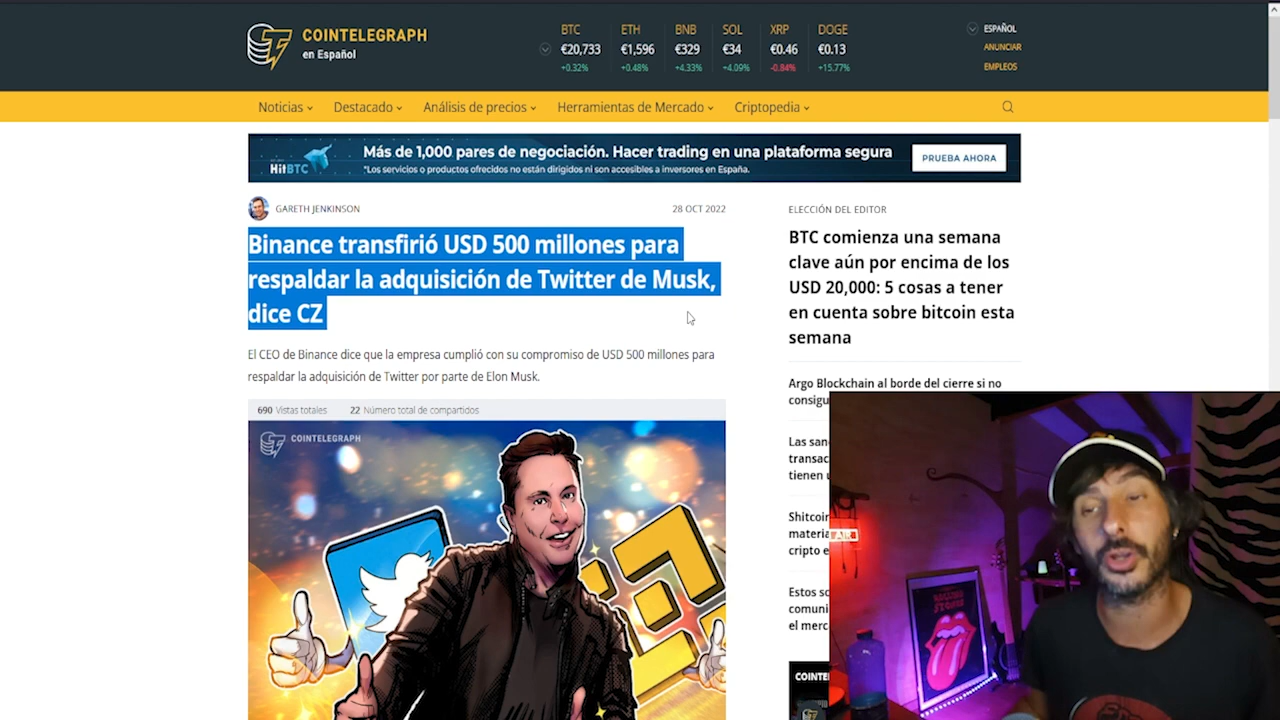 COINTELEGRAPH
en Español
BTC ETH BNB SOL XRP DOGE
€20,733 €1,596 €329 €34 €0.46 €0.13
+0.32% +0.48% +4.33% +4.09% -0.84% +15.77%
ESPAÑOL
ANUNCIAR
EMPLEOS
Noticias Destacado Análisis de precios Herramientas de Mercado Criptopedia
HitBTC
Más de 1,000 pares de negociación. Hacer trading en una plataforma segura
*Los servicios o productos ofrecidos no están dirigidos ni son accesibles a inversores en España.
PRUEBA AHORA
GARETH JENKINSON 28 OCT 2022
Binance transfirió USD 500 millones para
respaldar la adquisición de Twitter de Musk,
dice CZ
El CEO de Binance dice que la empresa cumplió con su compromiso de USD 500 millones para
respaldar la adquisición de Twitter por parte de Elon Musk.
690 Vistas totales 22 Número total de compartidos
COINTELEGRAPH
ELECCIÓN DEL EDITOR
BTC comienza una semana
clave aún por encima de los
USD 20,000: 5 cosas a tener
en cuenta sobre bitcoin esta
semana
Argo Blockchain al borde del cierre si no
consigu
Las san
transac
tienen
Shitcoin
materia
cripto e
Estos so
comuni
el merc
COINTE
AIR
ROLLING
STONES